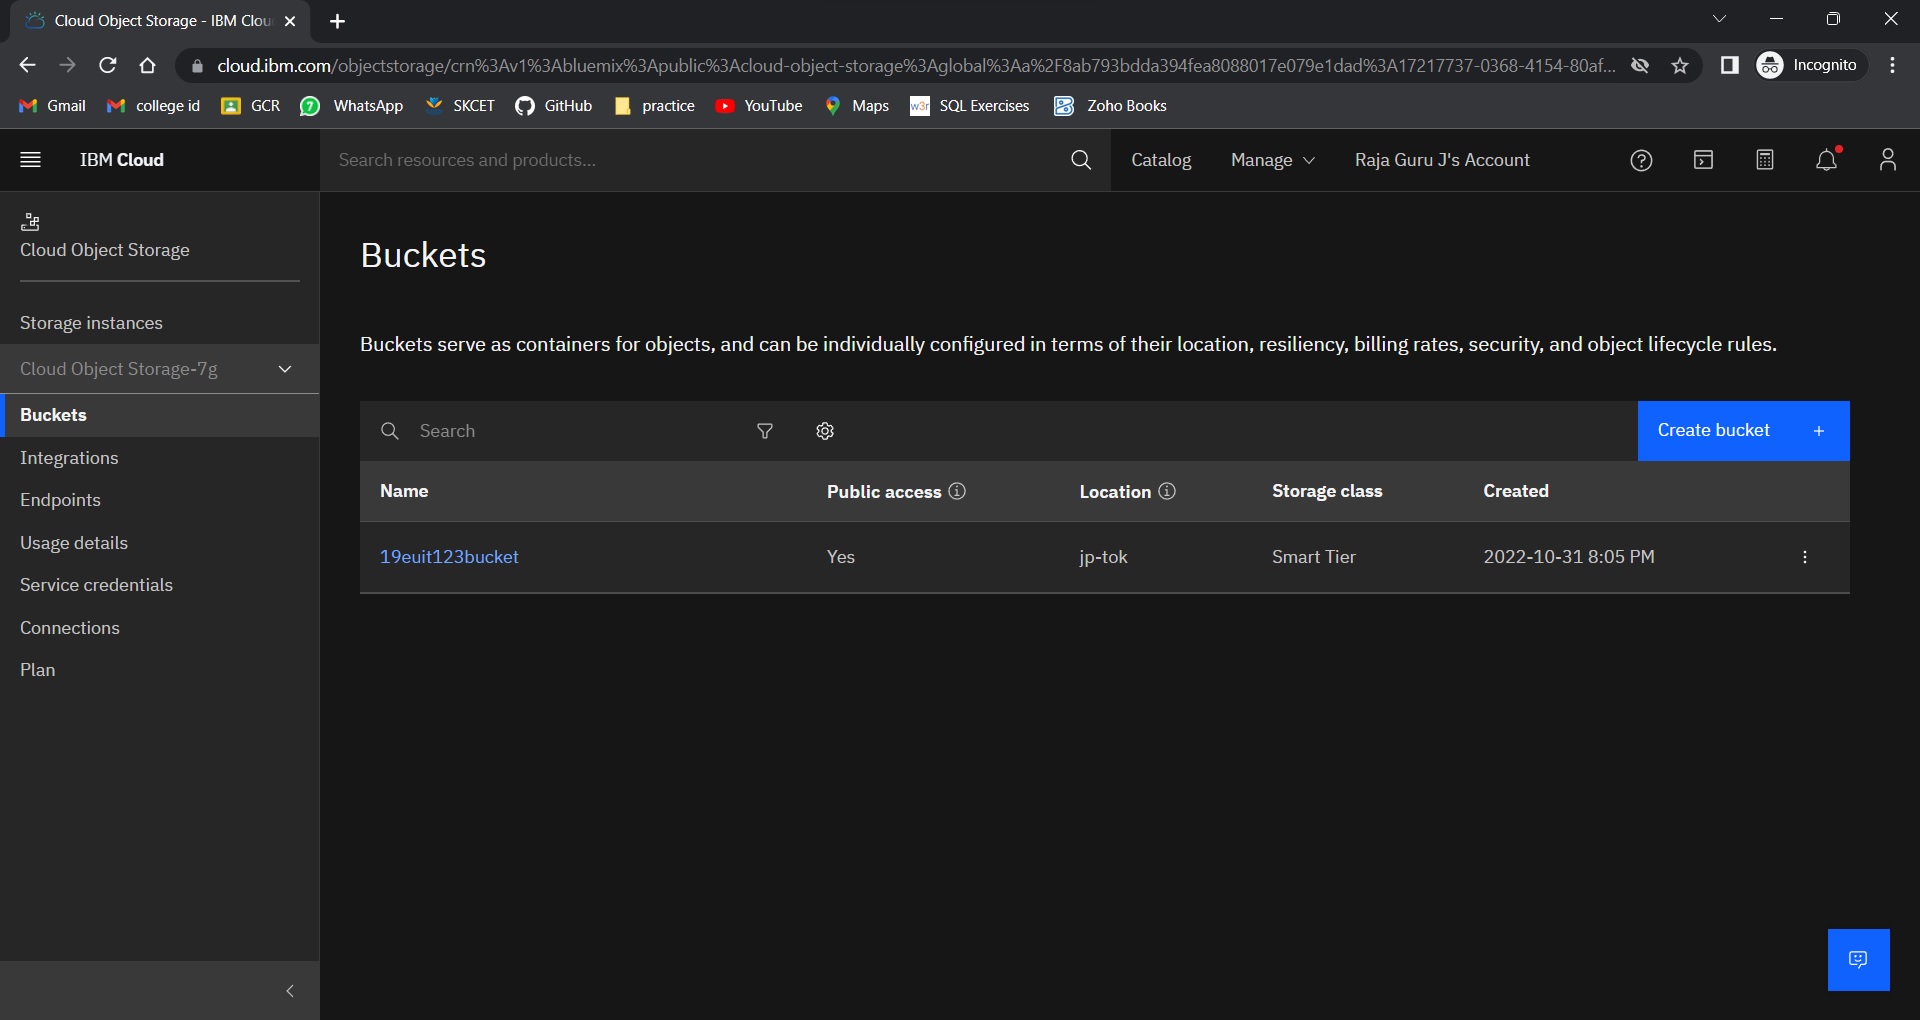 Cloud Object Storage - IBM Clou
cloud.ibm.com/objectstorage/crn%3Av1%3Abluemix%3Apublic%3Acloud-object-storage%3Aglobal%3Aa%2F8ab793bdda394fea8088017e079e1dad%3A17217737-0368-4154-80af...
Incognito
Gmail
college id
GCR
WhatsApp
SKCET
GitHub
practice
YouTube
Maps
w3r
SQL Exercises
Zoho Books
IBM Cloud
Search resources and products...
Catalog
Manage
Raja Guru J's Account
Cloud Object Storage
Storage instances
Cloud Object Storage-7g
Buckets
Integrations
Endpoints
Usage details
Service credentials
Connections
Plan
Buckets
Buckets serve as containers for objects, and can be individually configured in terms of their location, resiliency, billing rates, security, and object lifecycle rules.
Search
Create bucket +
Name
Public access
Location
Storage class
Created
19euit123bucket
Yes
jp-tok
Smart Tier
2022-10-31 8:05 PM